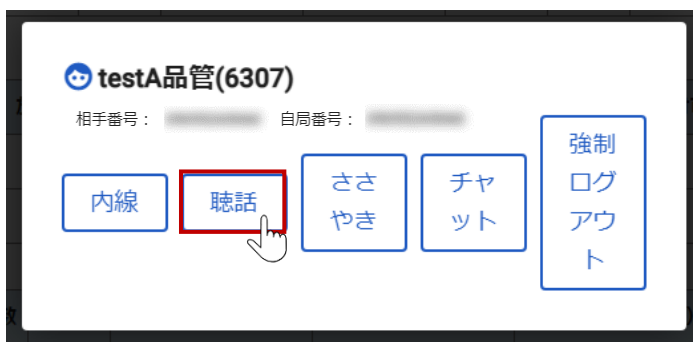 testA品管(6307)
相手番号： 自局番号：
内線
聴話
ささ
やき
チャ
ット
強制
ログ
アウ
ト